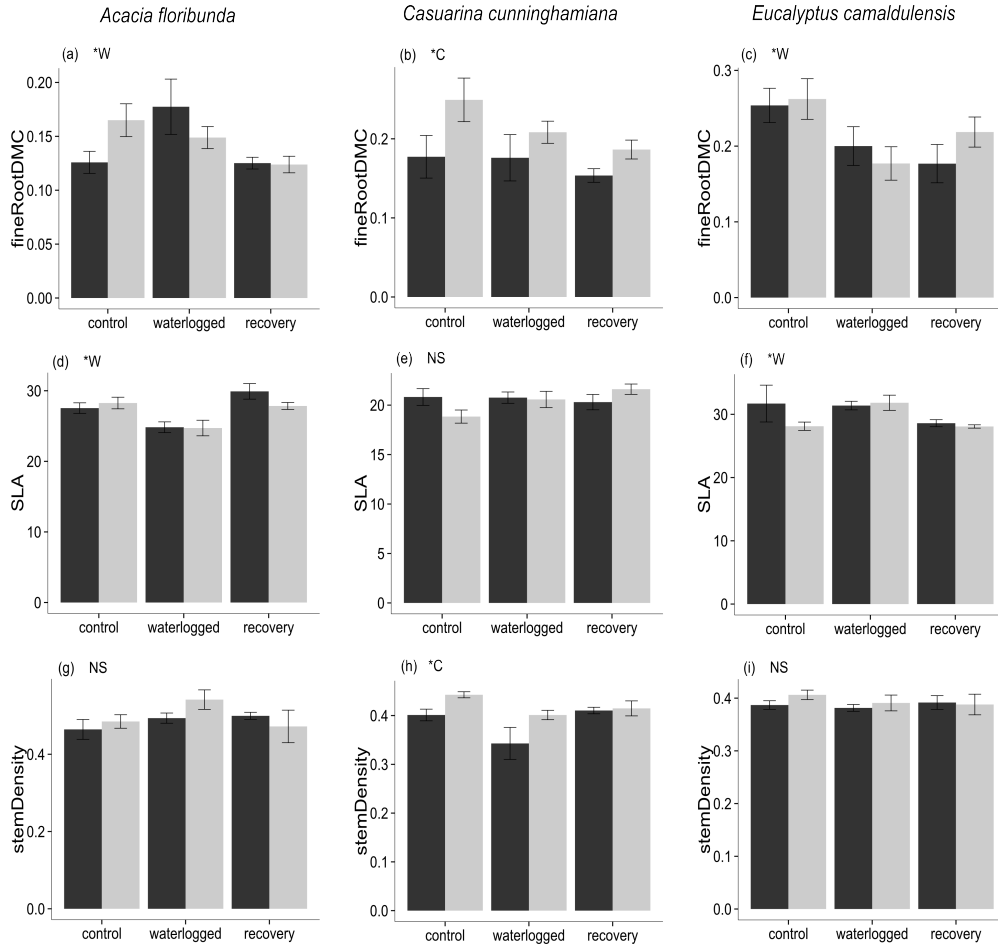 Acacia floribunda
Casuarina cunninghamiana
Eucalyptus camaldulensis
(a) *W
fineRootDMC
0.20
0.15
0.10
0.05
0.00
control waterlogged recovery
(b) *C
fineRootDMC
0.2
0.1
0.0
control waterlogged recovery
(c) *W
fineRootDMC
0.3
0.2
0.1
0.0
control waterlogged recovery
(d) *W
SLA
30
20
10
0
control waterlogged recovery
(e) NS
SLA
20
15
10
5
0
control waterlogged recovery
(f) *W
SLA
30
20
10
0
control waterlogged recovery
(g) NS
stemDensity
0.4
0.2
0.0
control waterlogged recovery
(h) *C
stemDensity
0.4
0.3
0.2
0.1
0.0
control waterlogged recovery
(i) NS
stemDensity
0.4
0.3
0.2
0.1
0.0
control waterlogged recovery